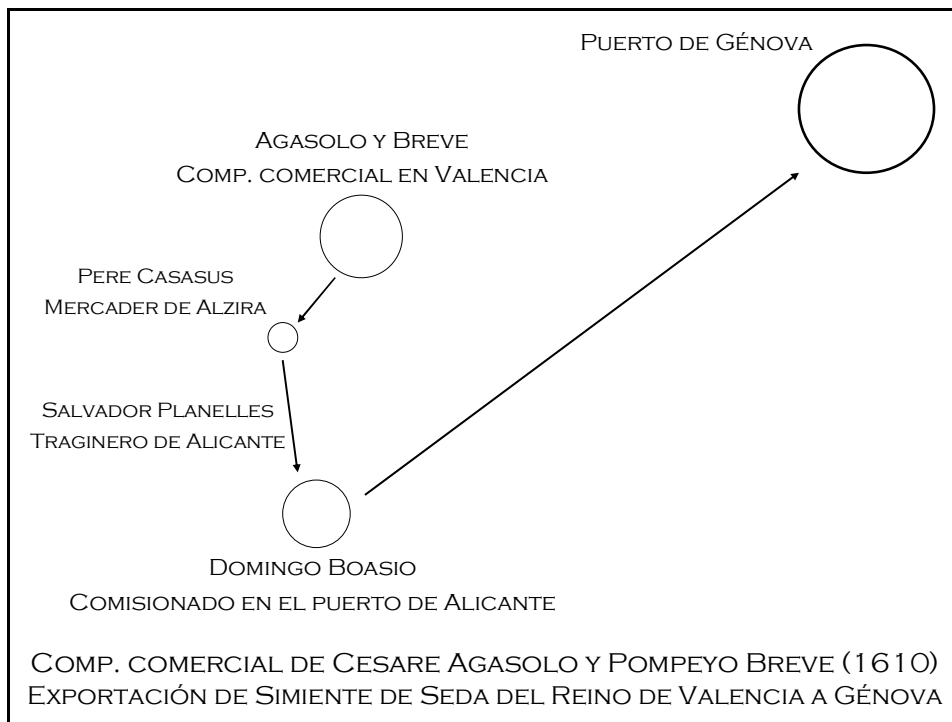 Puerto de Génova
Agasolo y Breve
Comp. comercial en Valencia
Pere Casasus
Mercader de Alzira
Salvador Planelles
Traginero de Alicante
Domingo Boasio
Comisionado en el puerto de Alicante
Comp. comercial de Cesare Agasolo y Pompeyo Breve (1610)
Exportación de Simiente de Seda del Reino de Valencia a Génova